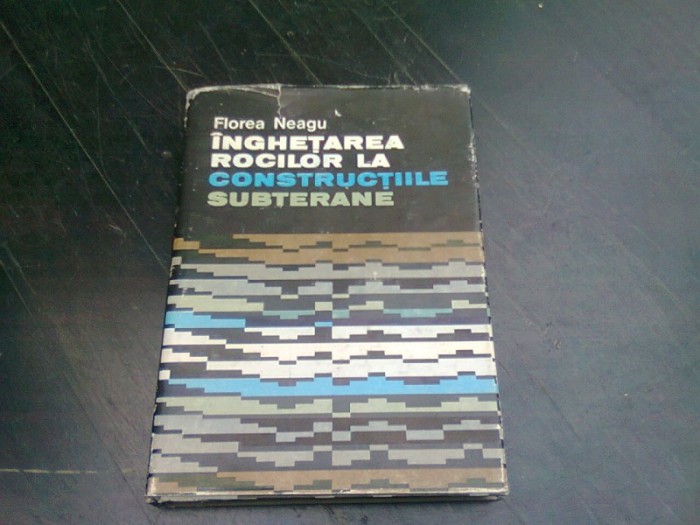 Florea Neagu
ÎNGHEȚAREA
ROCILOR LA
CONSTRUCȚIILE
SUBTERANE